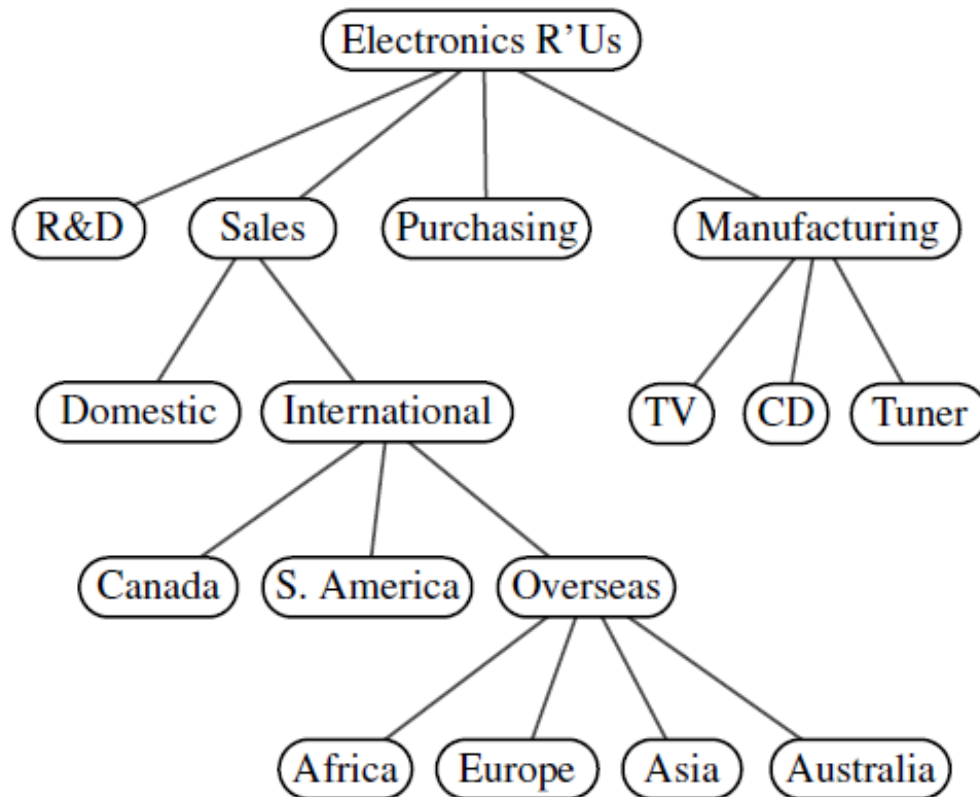 Electronics R'Us
R&D Sales Purchasing Manufacturing
Domestic International TV CD Tuner
Canada S. America Overseas
Africa Europe Asia Australia